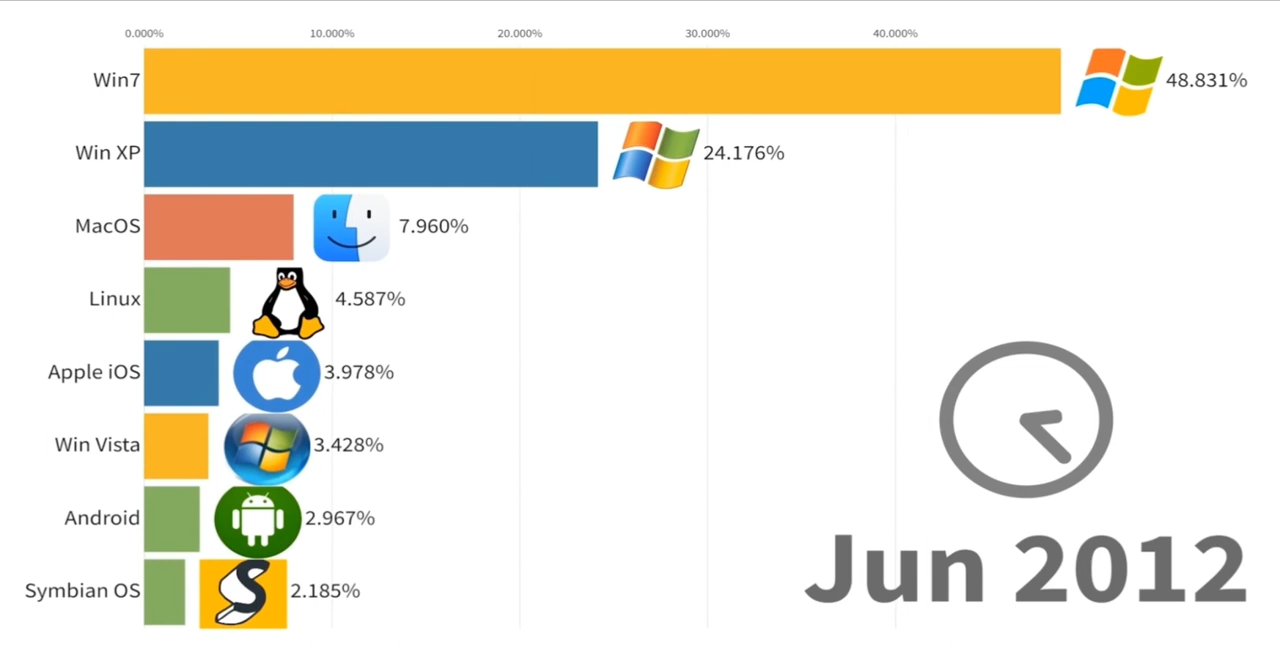 0.000% 10.000% 20.000% 30.000% 40.000%
Win7 48.831%
Win XP 24.176%
MacOS 7.960%
Linux 4.587%
Apple iOS 3.978%
Win Vista 3.428%
Android 2.967%
Symbian OS S 2.185%
Jun 2012